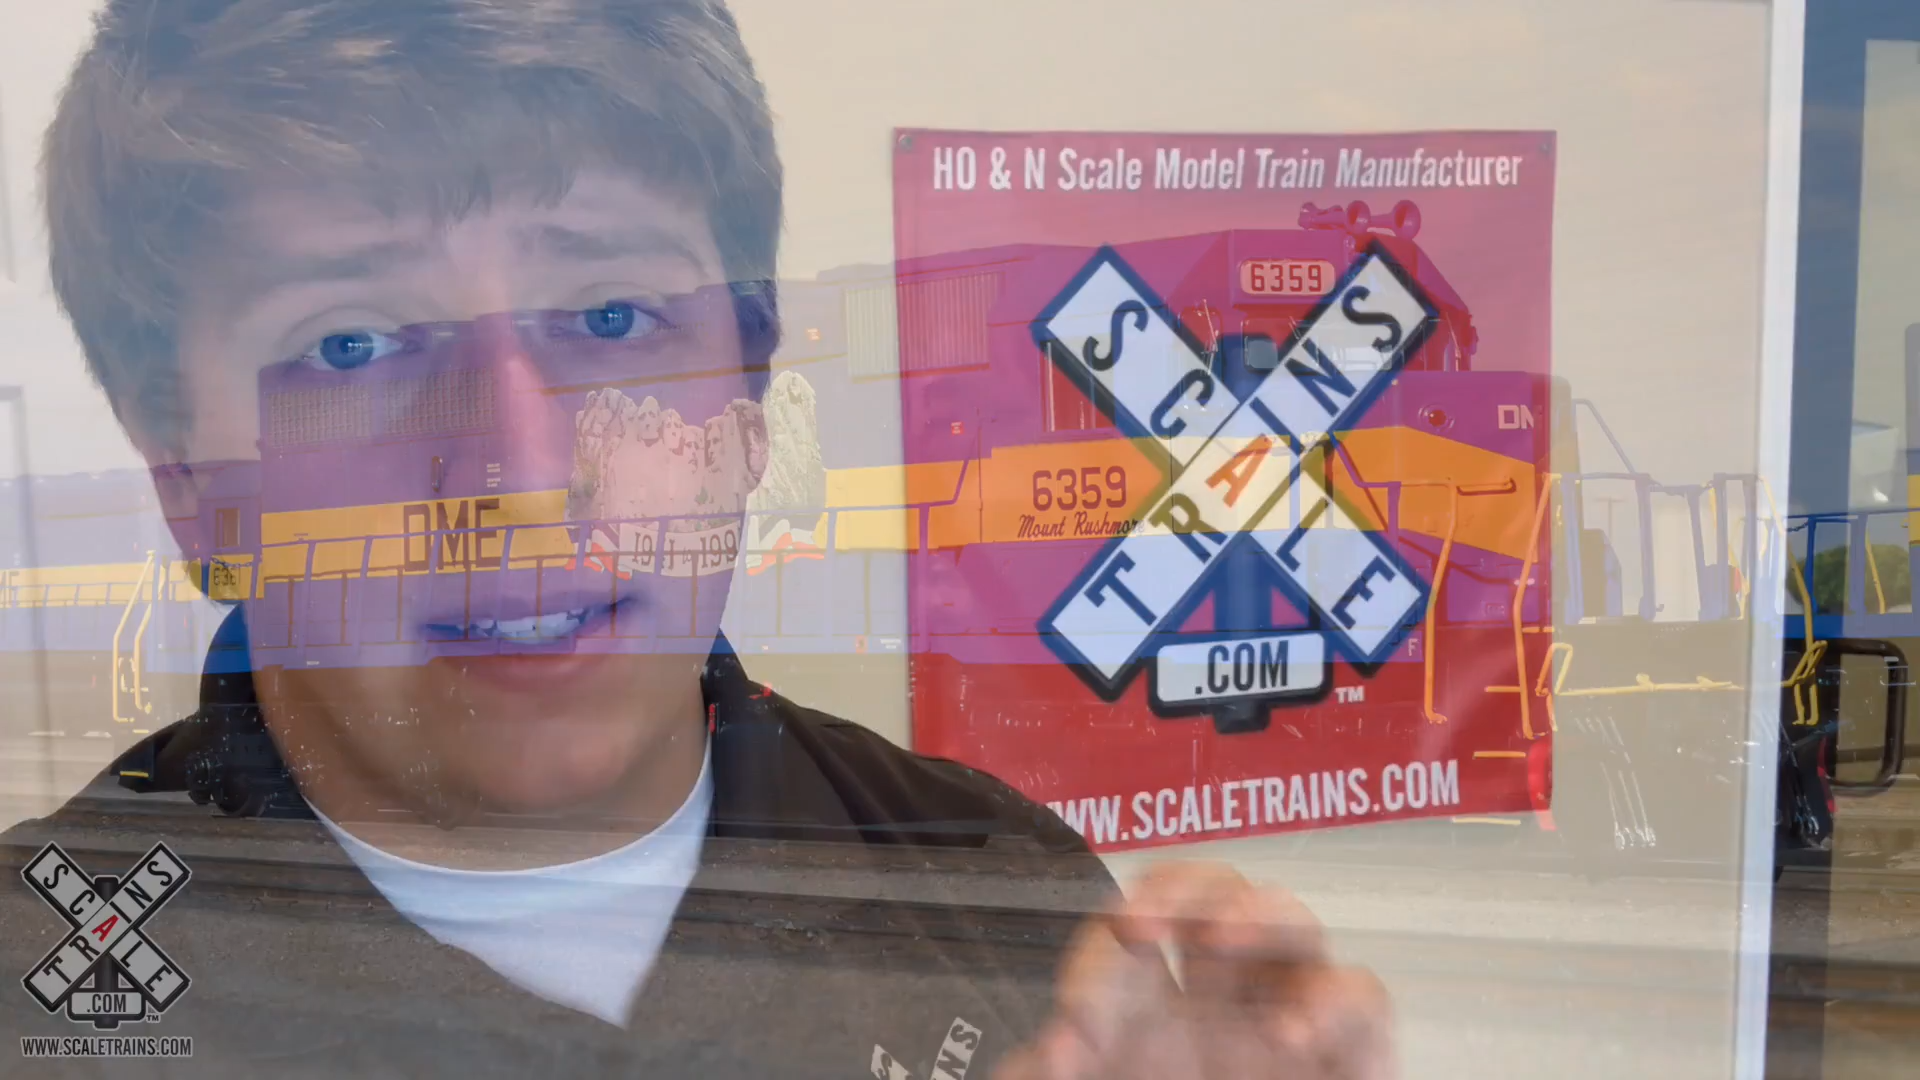 HO & N Scale Model Train Manufacturer
6359
SCALE
TRAINS
.COM
™
DME
6359
Mount Rushmore
WWW.SCALETRAINS.COM
SCALE
TRAINS
.COM
™
WWW.SCALETRAINS.COM